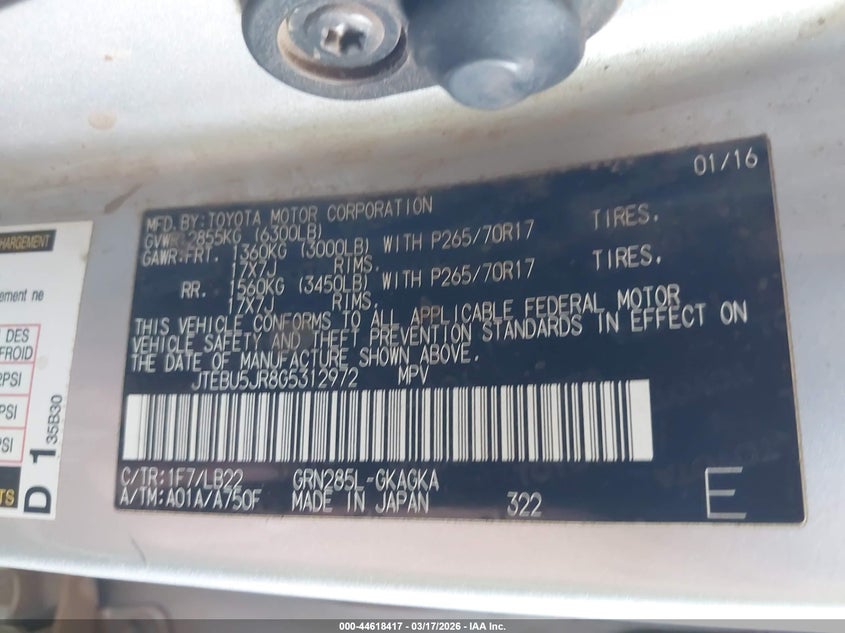 01/16
MFD.BY:TOYOTA MOTOR CORPORATION
GVWR 2855KG (6300LB)
GAWR:FRT. 1360KG (3000LB) WITH P265/70R17 TIRES.
17X7J RIMS.
RR. 1560KG (3450LB) WITH P265/70R17 TIRES,
17X7J RIMS.
THIS VEHICLE CONFORMS TO ALL APPLICABLE FEDERAL MOTOR
VEHICLE SAFETY AND THEFT PREVENTION STANDARDS IN EFFECT ON
THE DATE OF MANUFACTURE SHOWN ABOVE.
JTEBU5JR8G5312972 MPV
C/TR:1F7/LB22 GRN285L-GKAGKA
A/TM:A01A/A750F MADE IN JAPAN 322 E
ement ne
DES
FROID
PSI
PSI
PSI
TS
D 1
35B30
000-44618417 - 03/17/2026 - IAA Inc.